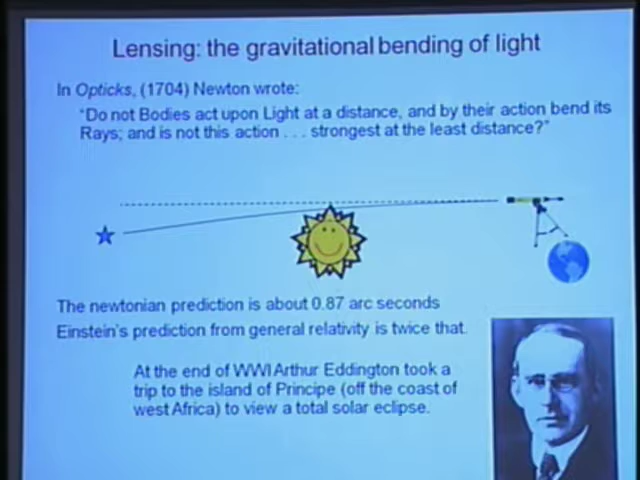 Lensing: the gravitational bending of light
In Opticks, (1704) Newton wrote:
"Do not Bodies act upon Light at a distance, and by their action bend its
Rays; and is not this action . . . strongest at the least distance?"
The newtonian prediction is about 0.87 arc seconds
Einstein's prediction from general relativity is twice that.
At the end of WWI Arthur Eddington took a
trip to the island of Principe (off the coast of
west Africa) to view a total solar eclipse.